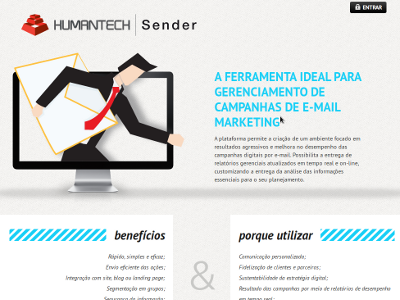 HUMANTECH Sender
ENTRAR
A FERRAMENTA IDEAL PARA
GERENCIAMENTO DE
CAMPANHAS DE E-MAIL
MARKETING
A plataforma permite a criação de um ambiente focado em
resultados agressivos e melhora no desempenho das
campanhas digitais por e-mail. Possibilita a entrega de
relatórios gerenciais atualizados em tempo real e on-line,
customizando a entrega da análise das informações
essenciais para o seu planejamento.
benefícios
Rápido, simples e eficaz;
Envio eficiente das ações;
Integração com site, blog ou landing page;
Segmentação em grupos;
Segurança da informação;
&
porque utilizar
Comunicação personalizada;
Fidelização de clientes e parceiros;
Sustentabilidade de estratégia digital;
Resultado das campanhas por meio de relatórios de desempenho
em tempo real;